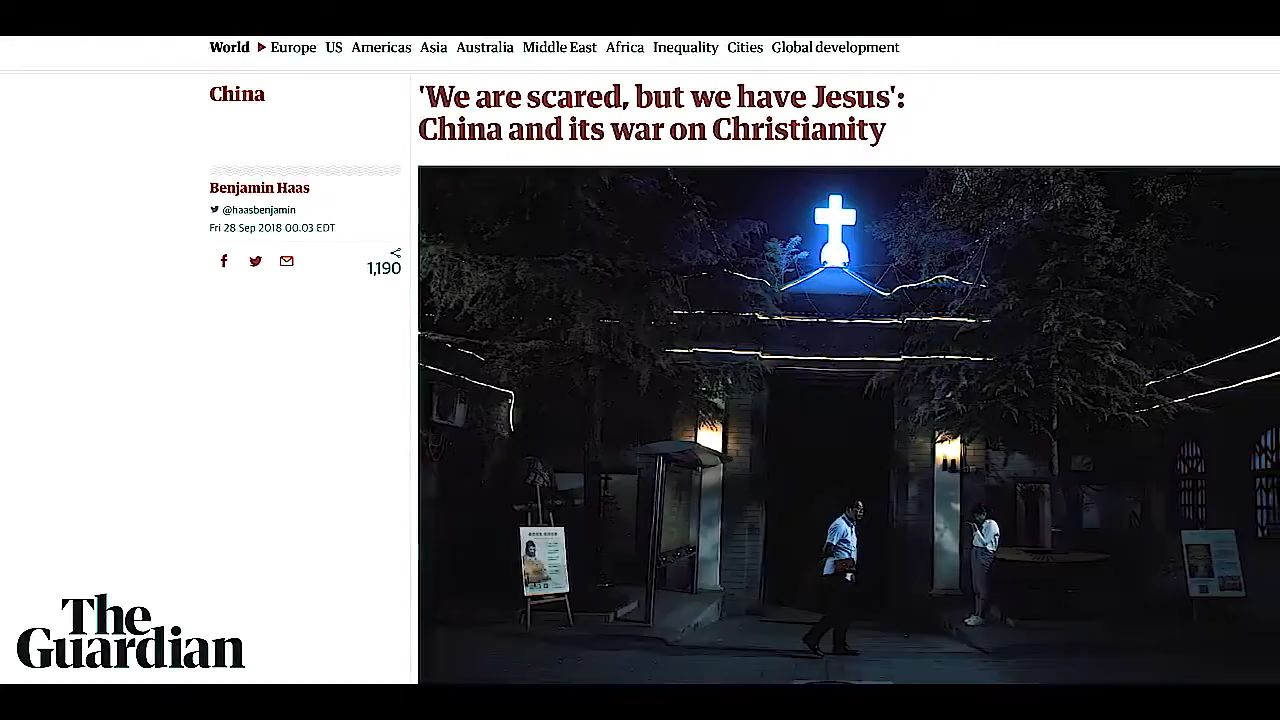 World Europe US Americas Asia Australia Middle East Africa Inequality Cities Global development
China
'We are scared, but we have Jesus':
China and its war on Christianity
Benjamin Haas
@haasbenjamin
Fri 28 Sep 2018 00.03 EDT
1,190
The
Guardian